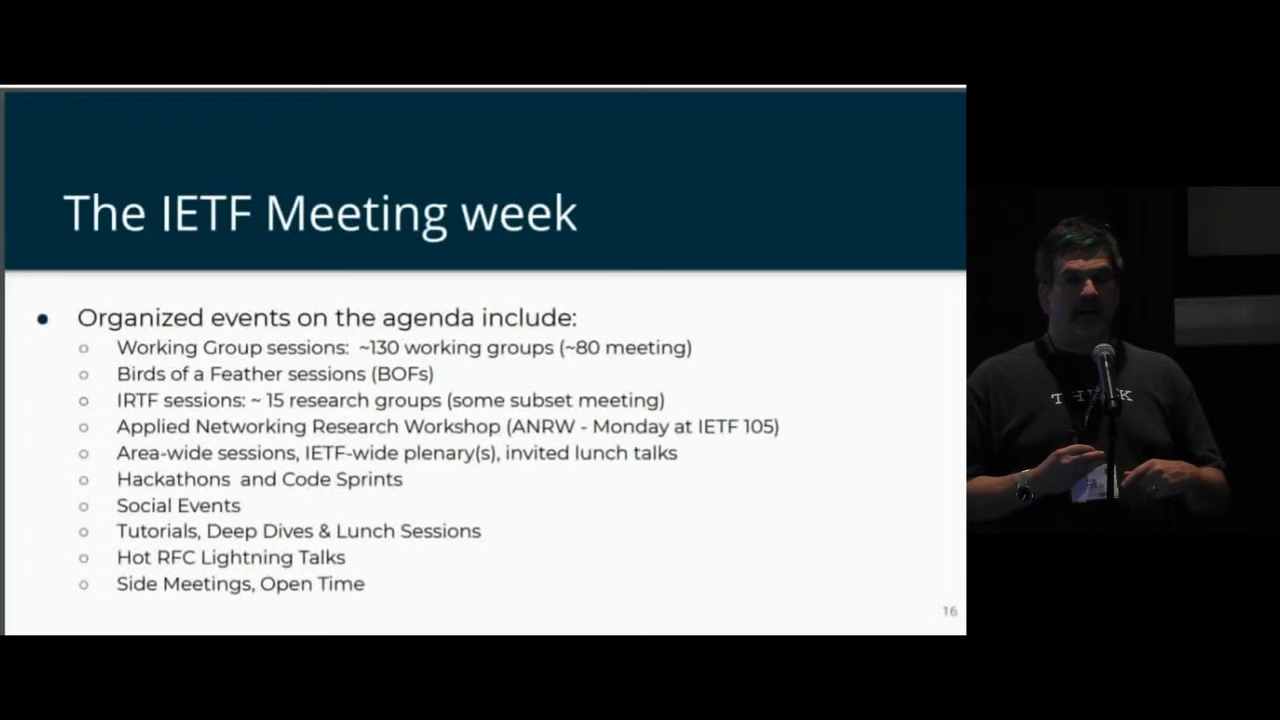 The IETF Meeting week
● Organized events on the agenda include:
○ Working Group sessions: ~130 working groups (~80 meeting)
○ Birds of a Feather sessions (BOFs)
○ IRTF sessions: ~ 15 research groups (some subset meeting)
○ Applied Networking Research Workshop (ANRW - Monday at IETF 105)
○ Area-wide sessions, IETF-wide plenary(s), invited lunch talks
○ Hackathons and Code Sprints
○ Social Events
○ Tutorials, Deep Dives & Lunch Sessions
○ Hot RFC Lightning Talks
○ Side Meetings, Open Time
16